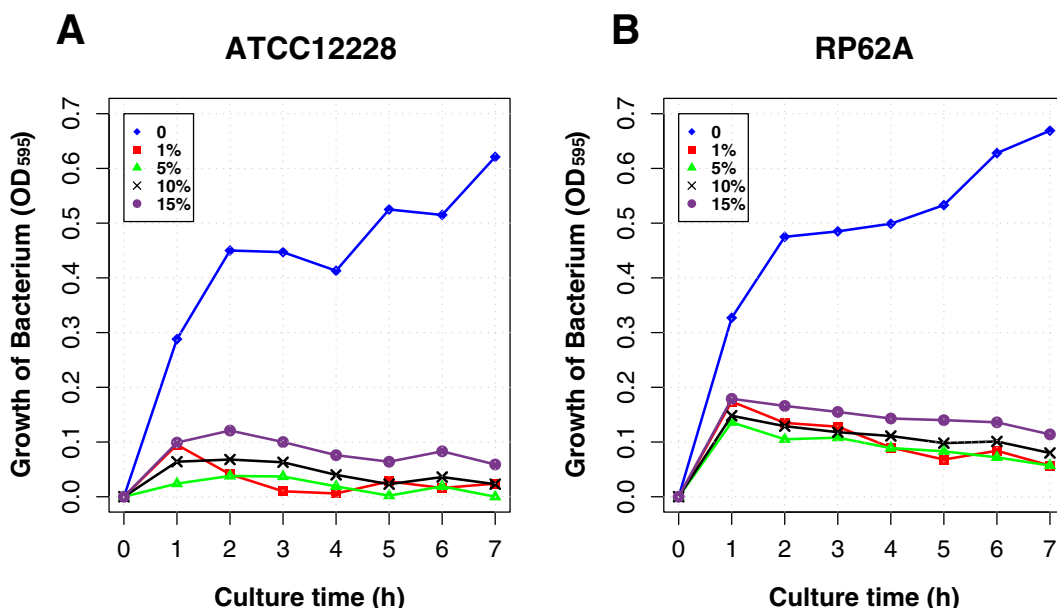 A
ATCC12228
Growth of Bacterium (OD595)
0.7
0.6
0.5
0.4
0.3
0.2
0.1
0.0
0
1%
5%
10%
15%
0 1 2 3 4 5 6 7
Culture time (h)
B
RP62A
Growth of Bacterium (OD595)
0.7
0.6
0.5
0.4
0.3
0.2
0.1
0.0
0
1%
5%
10%
15%
0 1 2 3 4 5 6 7
Culture time (h)